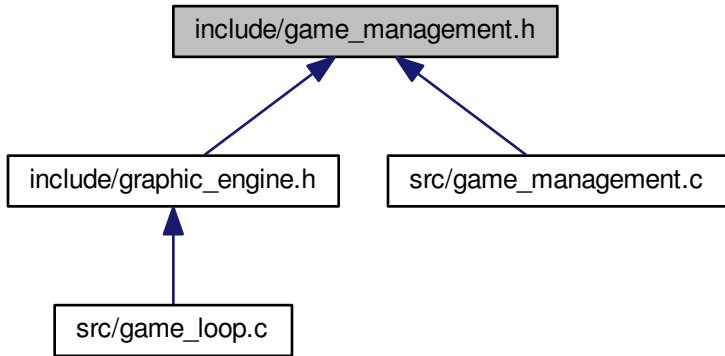 include/game_management.h
include/graphic_engine.h
src/game_management.c
src/game_loop.c